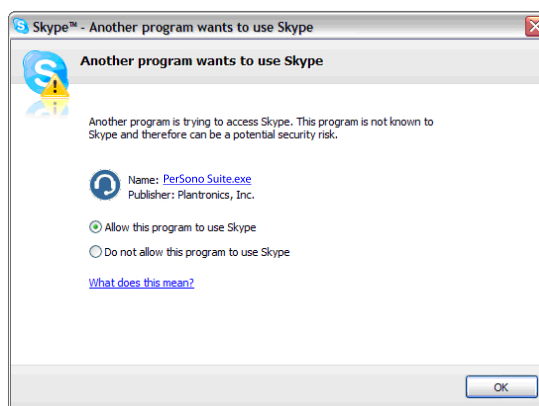 Skype™ - Another program wants to use Skype
Another program wants to use Skype
Another program is trying to access Skype. This program is not known to
Skype and therefore can be a potential security risk.
Name: PerSono Suite.exe
Publisher: Plantronics, Inc.
Allow this program to use Skype
Do not allow this program to use Skype
What does this mean?
OK